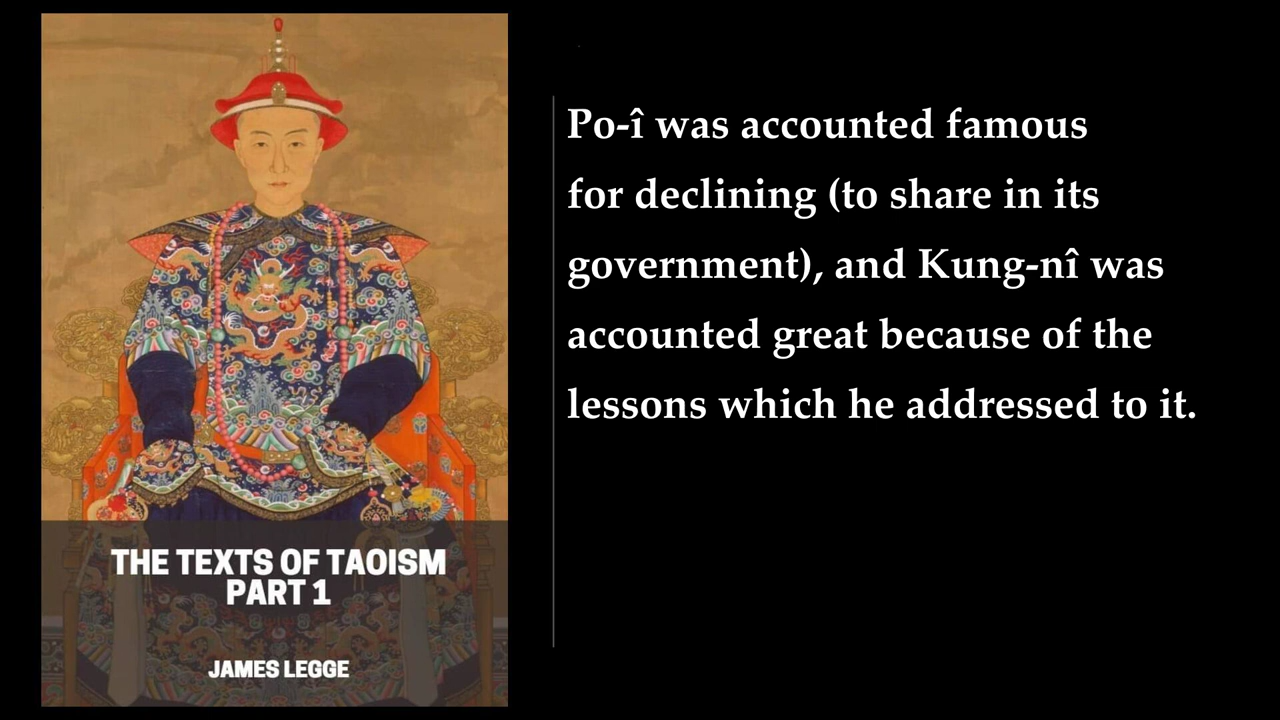 THE TEXTS OF TAOISM
PART 1
JAMES LEGGE
Po-î was accounted famous
for declining (to share in its
government), and Kung-nî was
accounted great because of the
lessons which he addressed to it.